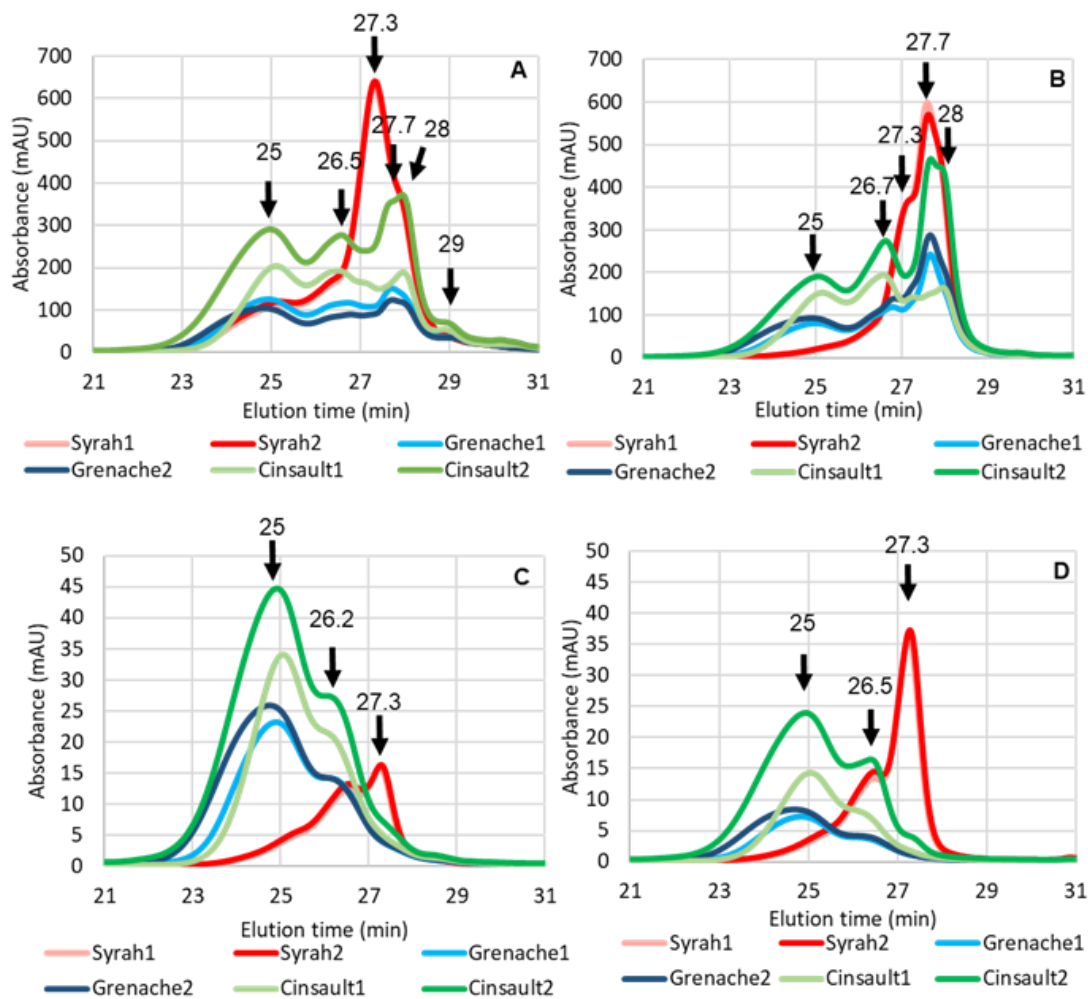 27.3
A
700
600
500
400
300
200
100
0
25
26.5
27.7
28
29
Absorbance (mAU)
21 23 25 27 29 31
Elution time (min)
Syrah1 Syrah2 Grenache1
Grenache2 Cinsault1 Cinsault2
27.7
B
700
600
500
400
300
200
100
0
25
26.7
27.3
28
Absorbance (mAU)
21 23 25 27 29 31
Elution time (min)
Syrah1 Syrah2 Grenache1
Grenache2 Cinsault1 Cinsault2
25
C
50
45
40
35
30
25
20
15
10
5
0
26.2
27.3
Absorbance (mAU)
21 23 25 27 29 31
Elution time (min)
Syrah1 Syrah2 Grenache1
Grenache2 Cinsault1 Cinsault2
27.3
D
50
45
40
35
30
25
20
15
10
5
0
25
26.5
Absorbance (mAU)
21 23 25 27 29 31
Elution time (min)
Syrah1 Syrah2 Grenache1
Grenache2 Cinsault1 Cinsault2